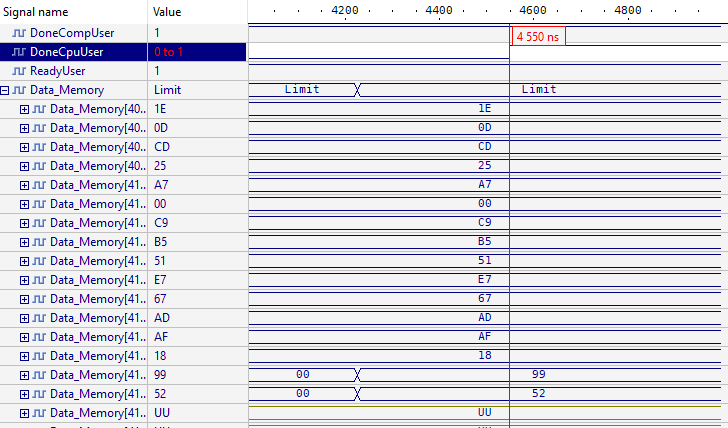 Signal name Value 4200 4400 4600 4800
DoneCompUser 1 4 550 ns
DoneCpuUser 0 to 1
ReadyUser 1
Data_Memory Limit Limit Limit
Data_Memory[40... 1E 1E
Data_Memory[40... 0D 0D
Data_Memory[40... CD CD
Data_Memory[40... 25 25
Data_Memory[41... A7 A7
Data_Memory[41... 00 00
Data_Memory[41... C9 C9
Data_Memory[41... B5 B5
Data_Memory[41... 51 51
Data_Memory[41... E7 E7
Data_Memory[41... 67 67
Data_Memory[41... AD AD
Data_Memory[41... AF AF
Data_Memory[41... 18 18
Data_Memory[41... 99 00 99
Data_Memory[41... 52 00 52
Data_Memory[41... UU UU